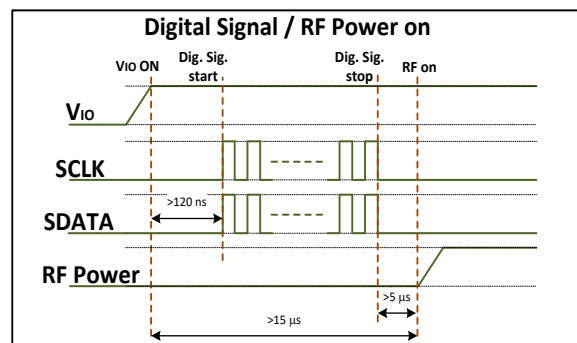 Digital Signal / RF Power on
VIO ON
Dig. Sig.
start
Dig. Sig.
stop
RF on
VIO
SCLK
>120 ns
SDATA
RF Power
>5 μs
>15 μs